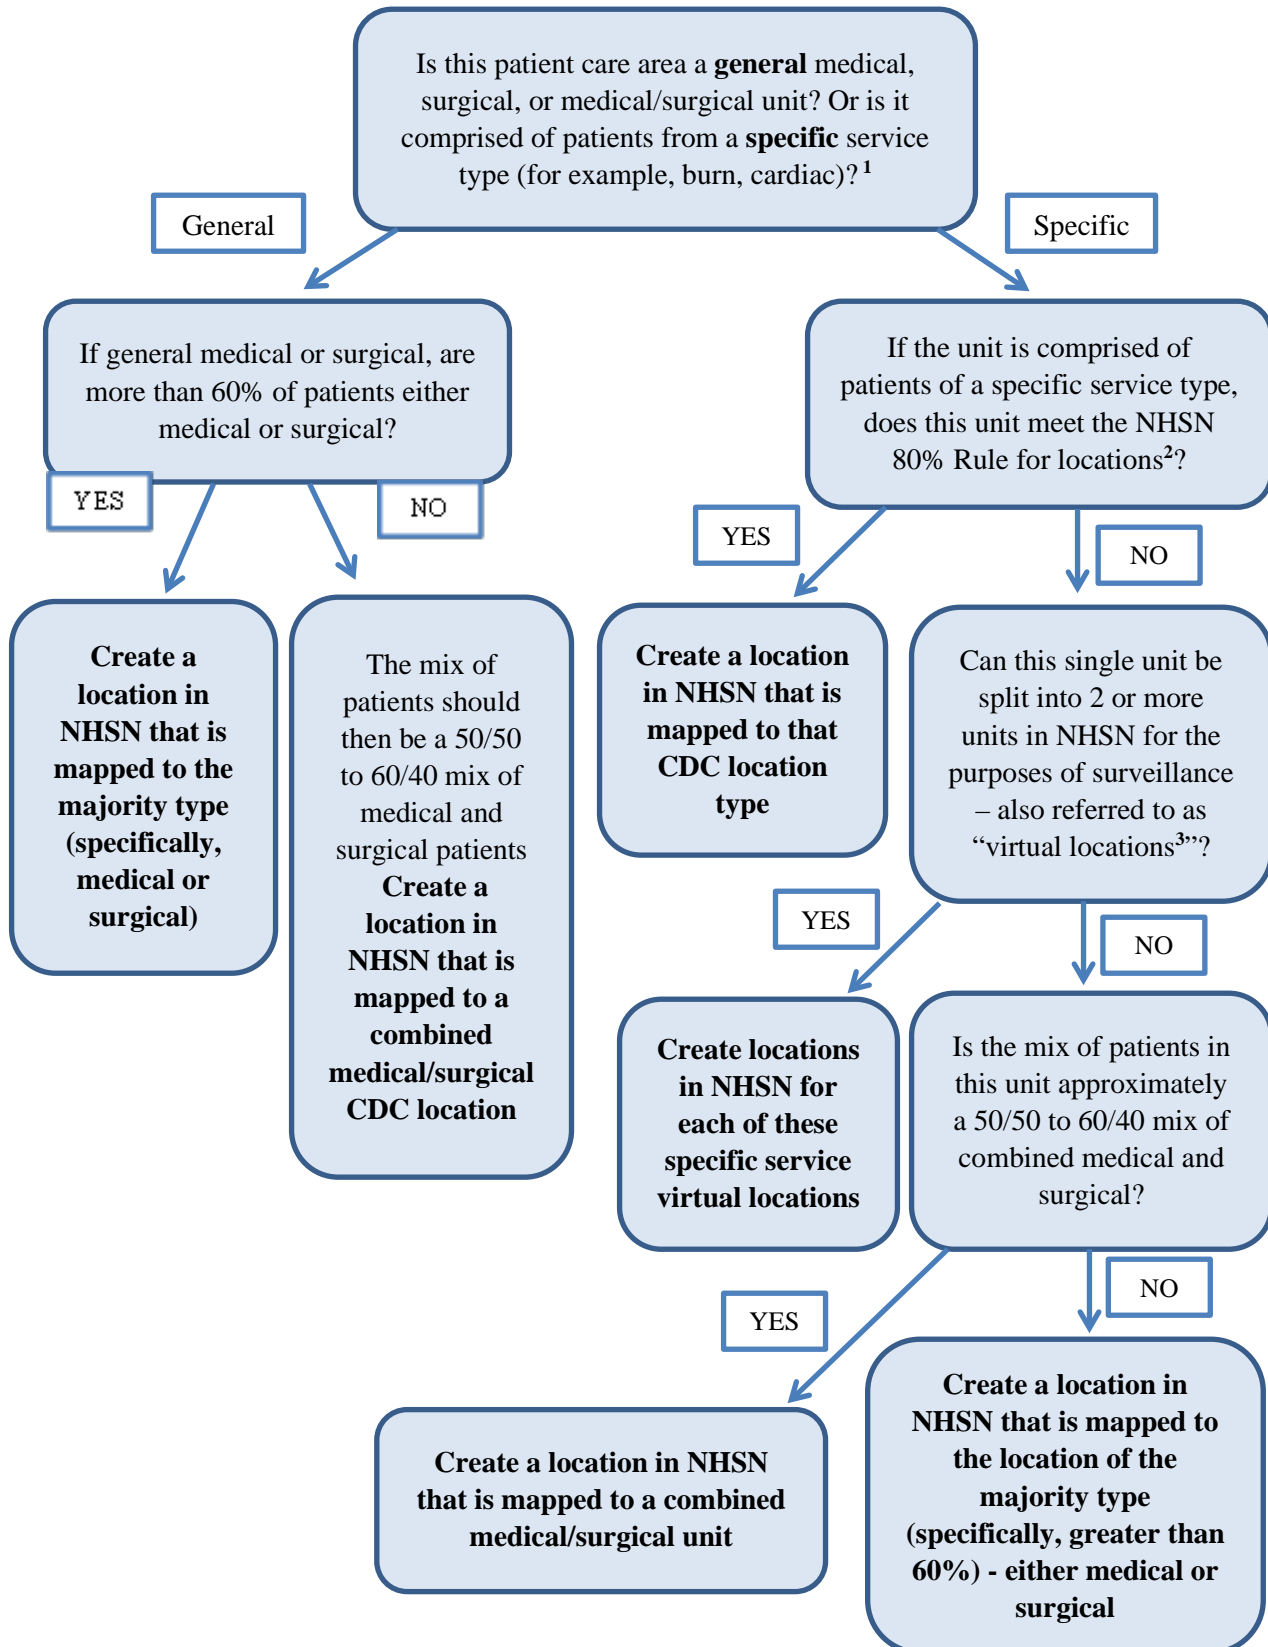 Is this patient care area a general medical,
surgical, or medical/surgical unit? Or is it
comprised of patients from a specific service
type (for example, burn, cardiac)? 1
General
Specific
If general medical or surgical, are
more than 60% of patients either
medical or surgical?
If the unit is comprised of
patients of a specific service type,
does this unit meet the NHSN
80% Rule for locations2?
YES
NO
YES
NO
Create a
location in
NHSN that is
mapped to the
majority type
(specifically,
medical or
surgical)
The mix of
patients should
then be a 50/50
to 60/40 mix of
medical and
surgical patients
Create a
location in
NHSN that is
mapped to a
combined
medical/surgical
CDC location
Create a location
in NHSN that is
mapped to that
CDC location
type
Can this single unit be
split into 2 or more
units in NHSN for the
purposes of surveillance
– also referred to as
“virtual locations3”?
YES
NO
Create locations
in NHSN for
each of these
specific service
virtual locations
Is the mix of patients in
this unit approximately
a 50/50 to 60/40 mix of
combined medical and
surgical?
YES
NO
Create a location in NHSN
that is mapped to a combined
medical/surgical unit
Create a location in
NHSN that is mapped to
the location of the
majority type
(specifically, greater than
60%) - either medical or
surgical